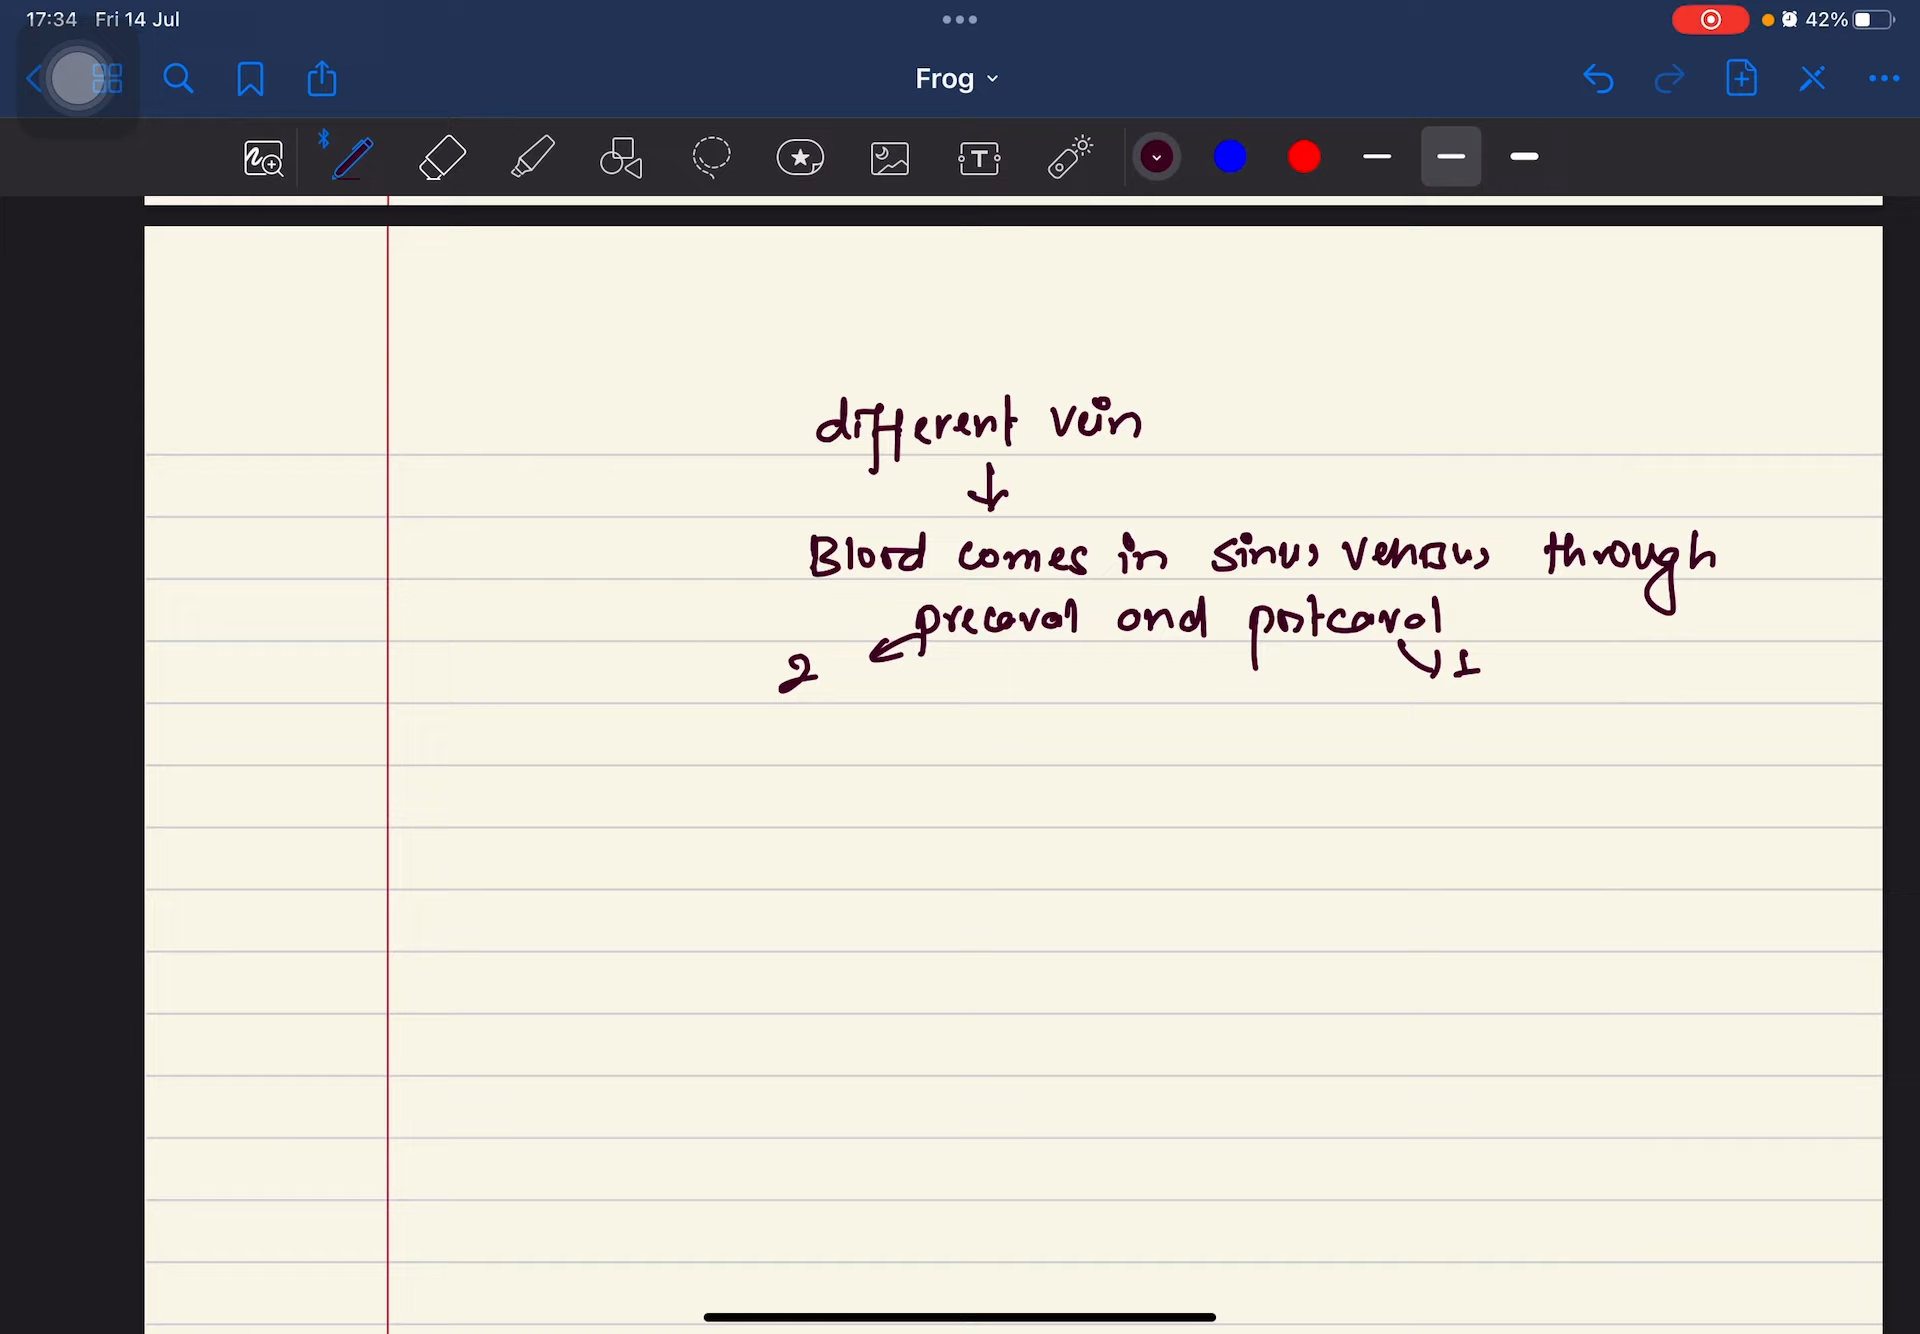 17:34 Fri 14 Jul
42%
Frog
T
different vein
Blood comes in sinus venosus through
precaval and postcaval
2
1